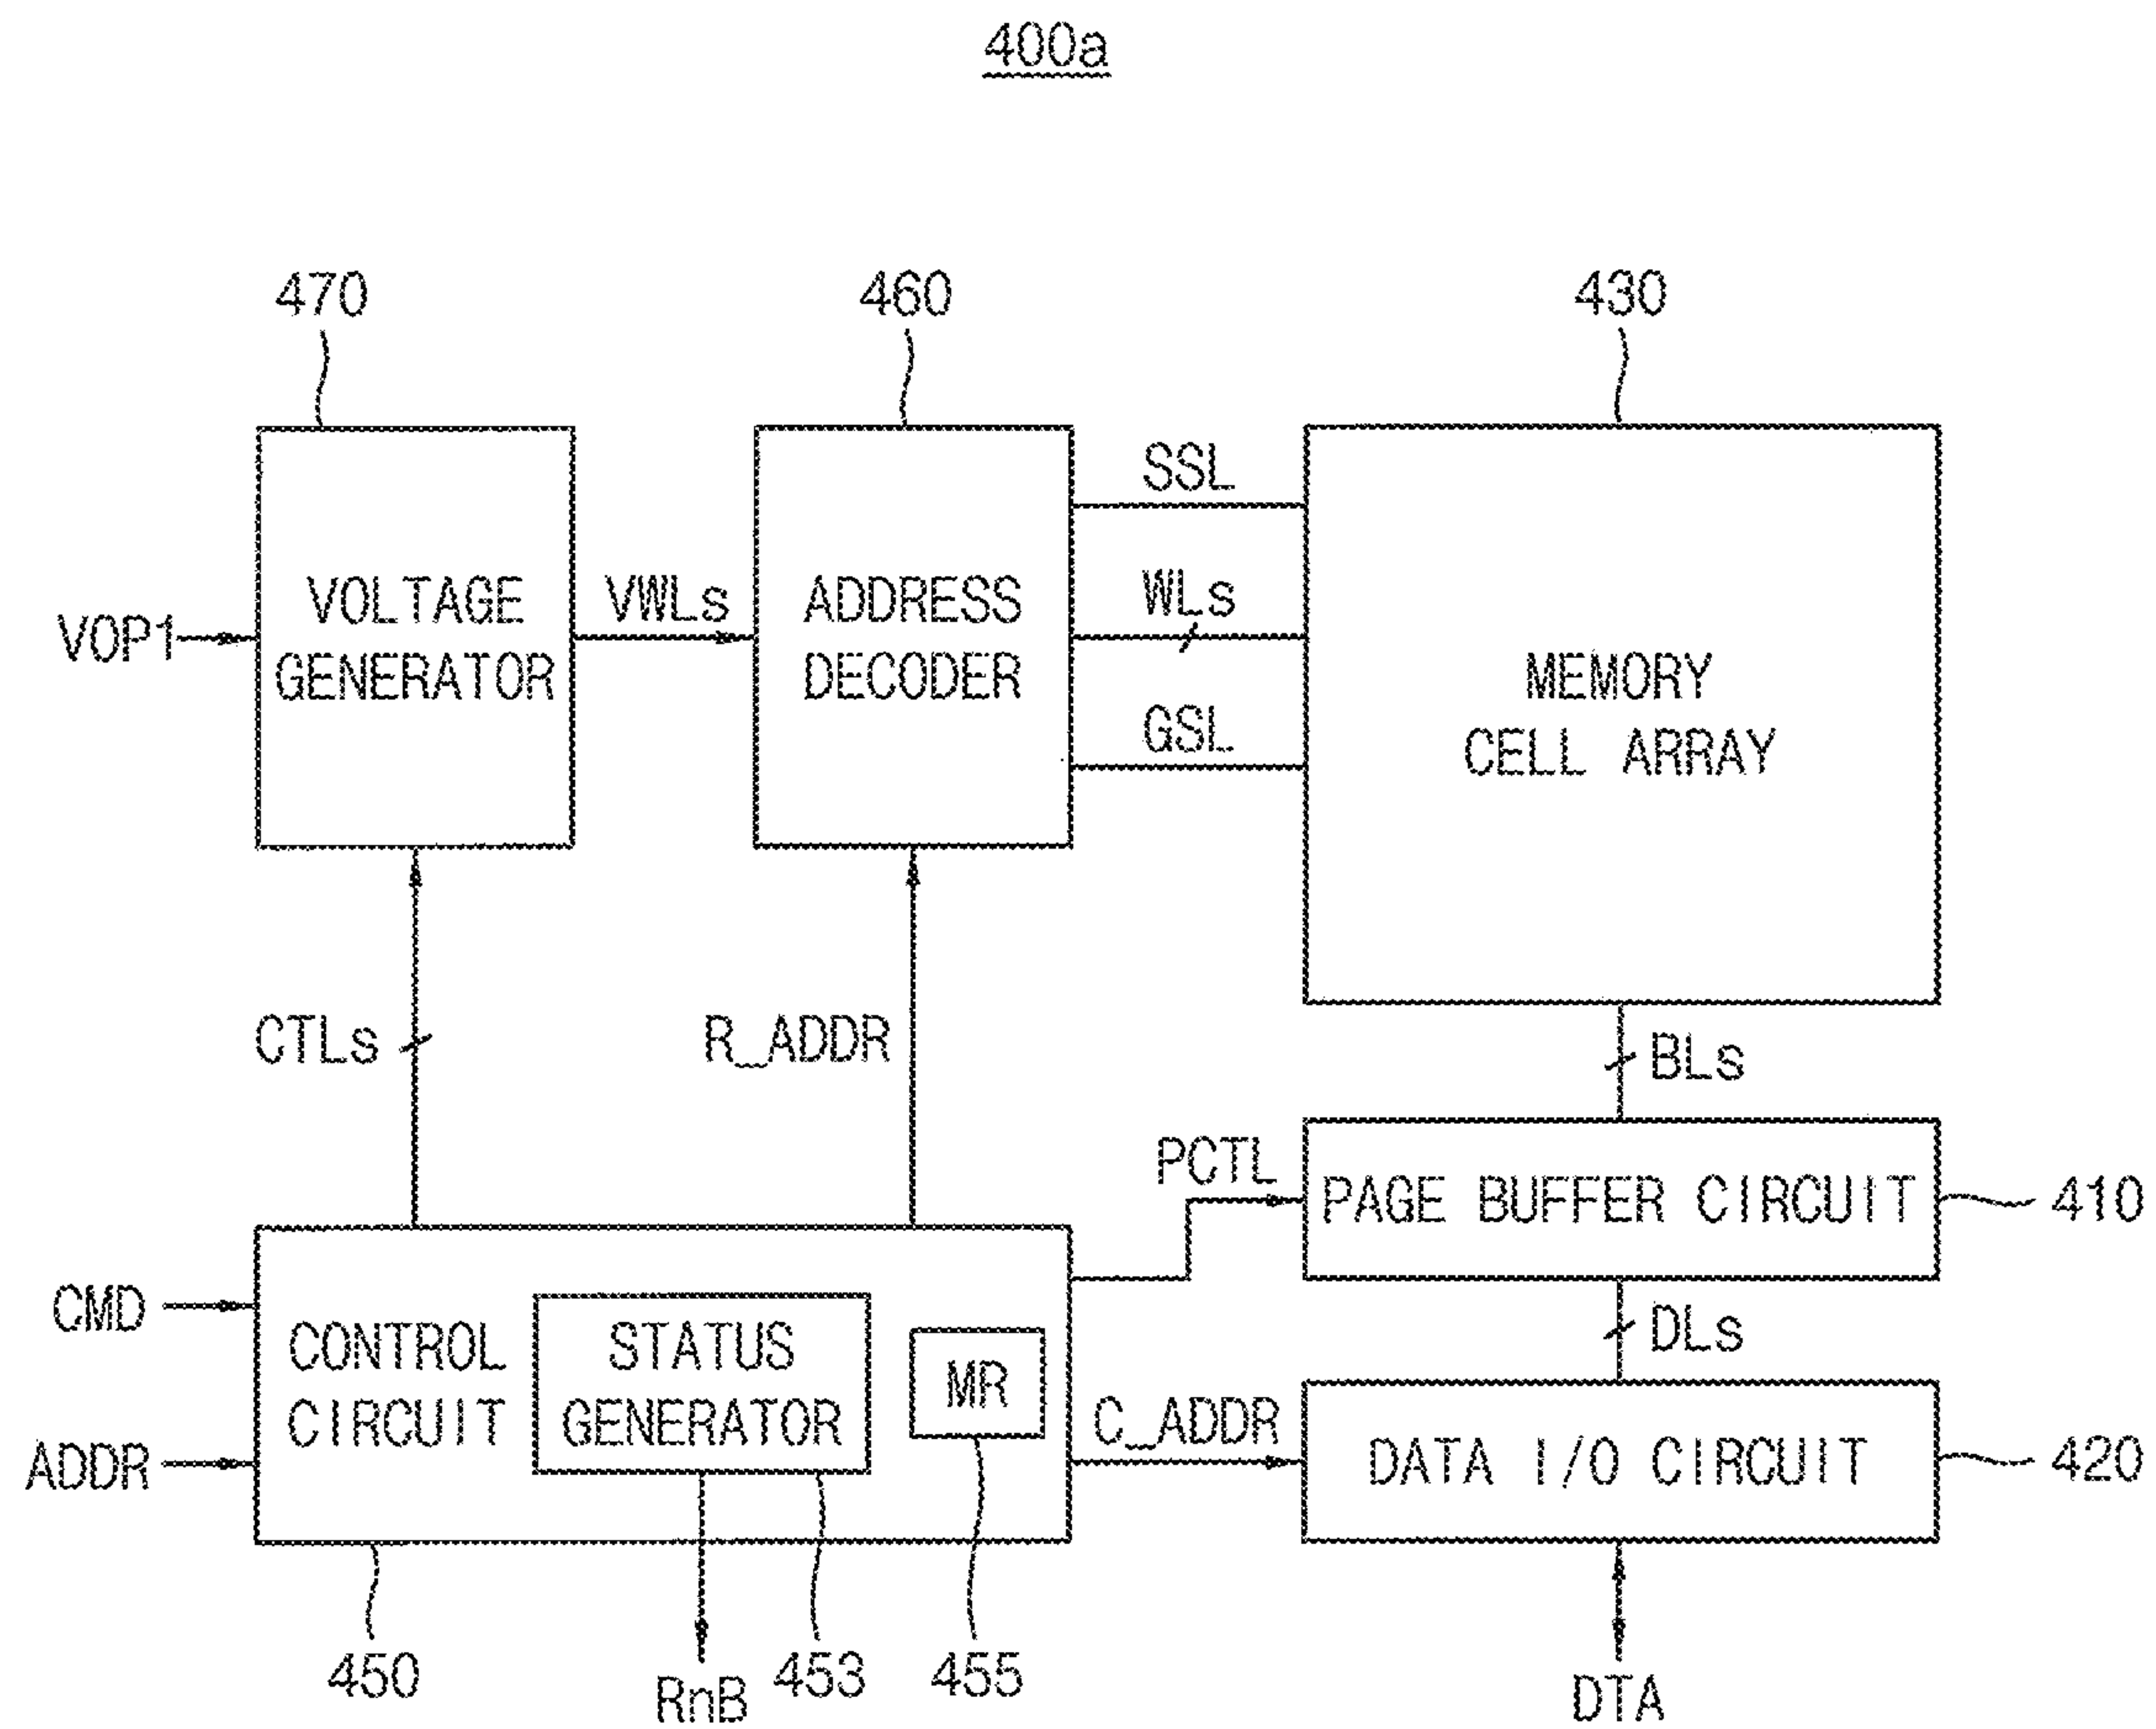 400a
470
460
430
SSL
WLs
GSL
VOP1
VOLTAGE
GENERATOR
VWLs
ADDRESS
DECODER
MEMORY
CELL ARRAY
CTLs
R_ADDR
BLs
PCTL
PAGE BUFFER CIRCUIT
410
CMD
ADDR
CONTROL
CIRCUIT
STATUS
GENERATOR
MR
DLs
C_ADDR
DATA I/O CIRCUIT
420
450
RnB
453
455
DTA